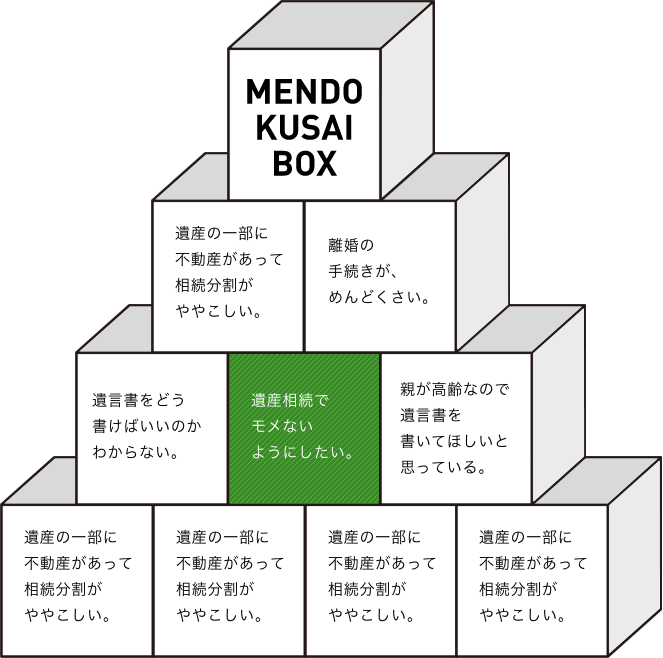 MENDO
KUSAI
BOX
遺産の一部に
不動産があって
相続分割が
ややこしい。
離婚の
手続きが、
めんどくさい。
遺言書をどう
書けばいいのか
わからない。
遺産相続で
モメない
ようにしたい。
親が高齢なので
遺言書を
書いてほしいと
思っている。
遺産の一部に
不動産があって
相続分割が
ややこしい。
遺産の一部に
不動産があって
相続分割が
ややこしい。
遺産の一部に
不動産があって
相続分割が
ややこしい。
遺産の一部に
不動産があって
相続分割が
ややこしい。